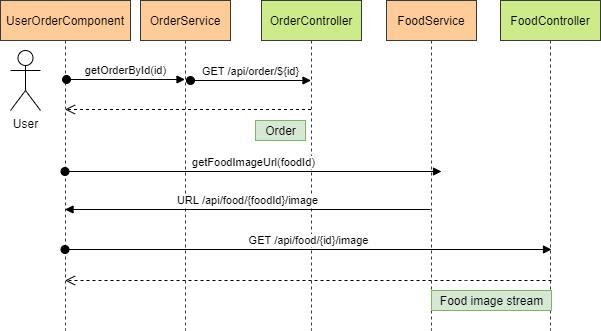 UserOrderComponent
OrderService
OrderController
FoodService
FoodController
getOrderById(id)
GET /api/order/${id}
User
Order
getFoodImageUrl(foodId)
URL /api/food/{foodId}/image
GET /api/food/{id}/image
Food image stream